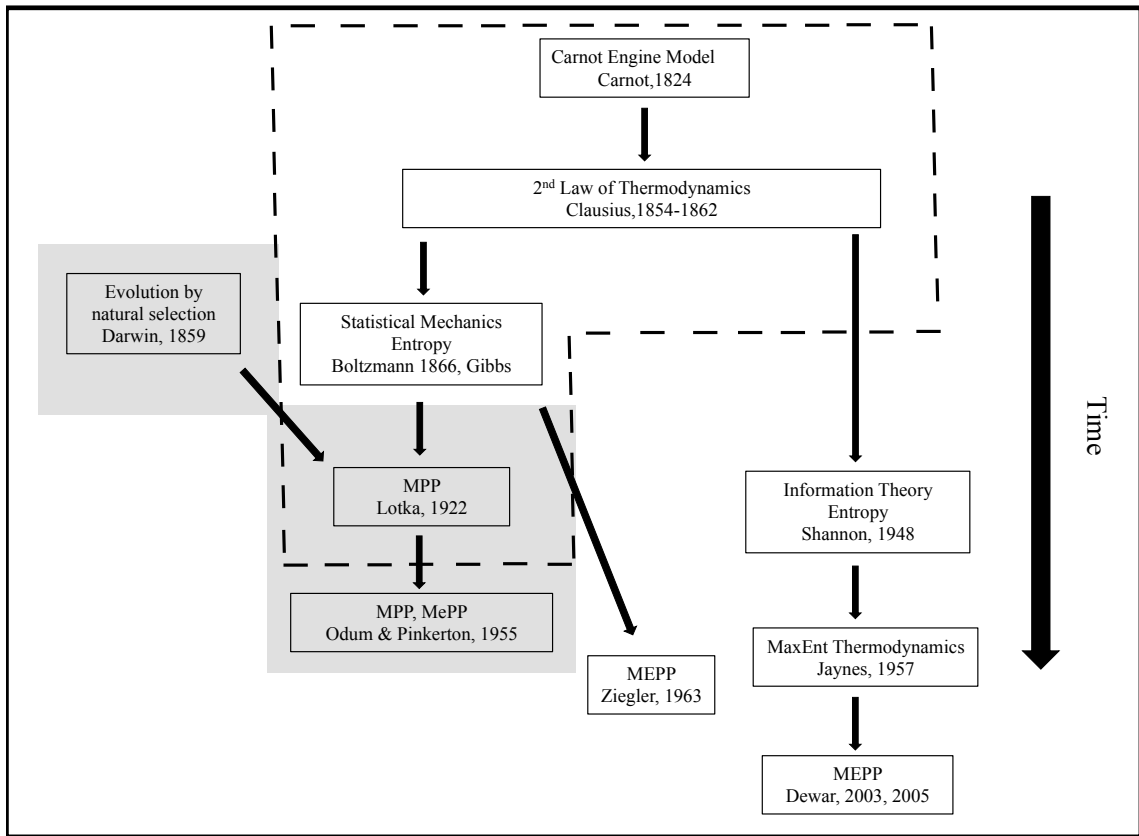 Carnot Engine Model
Carnot,1824
2nd Law of Thermodynamics
Clausius,1854-1862
Evolution by
natural selection
Darwin, 1859
Statistical Mechanics
Entropy
Boltzmann 1866, Gibbs
Time
MPP
Lotka, 1922
Information Theory
Entropy
Shannon, 1948
MPP, MePP
Odum & Pinkerton, 1955
MEPP
Ziegler, 1963
MaxEnt Thermodynamics
Jaynes, 1957
MEPP
Dewar, 2003, 2005